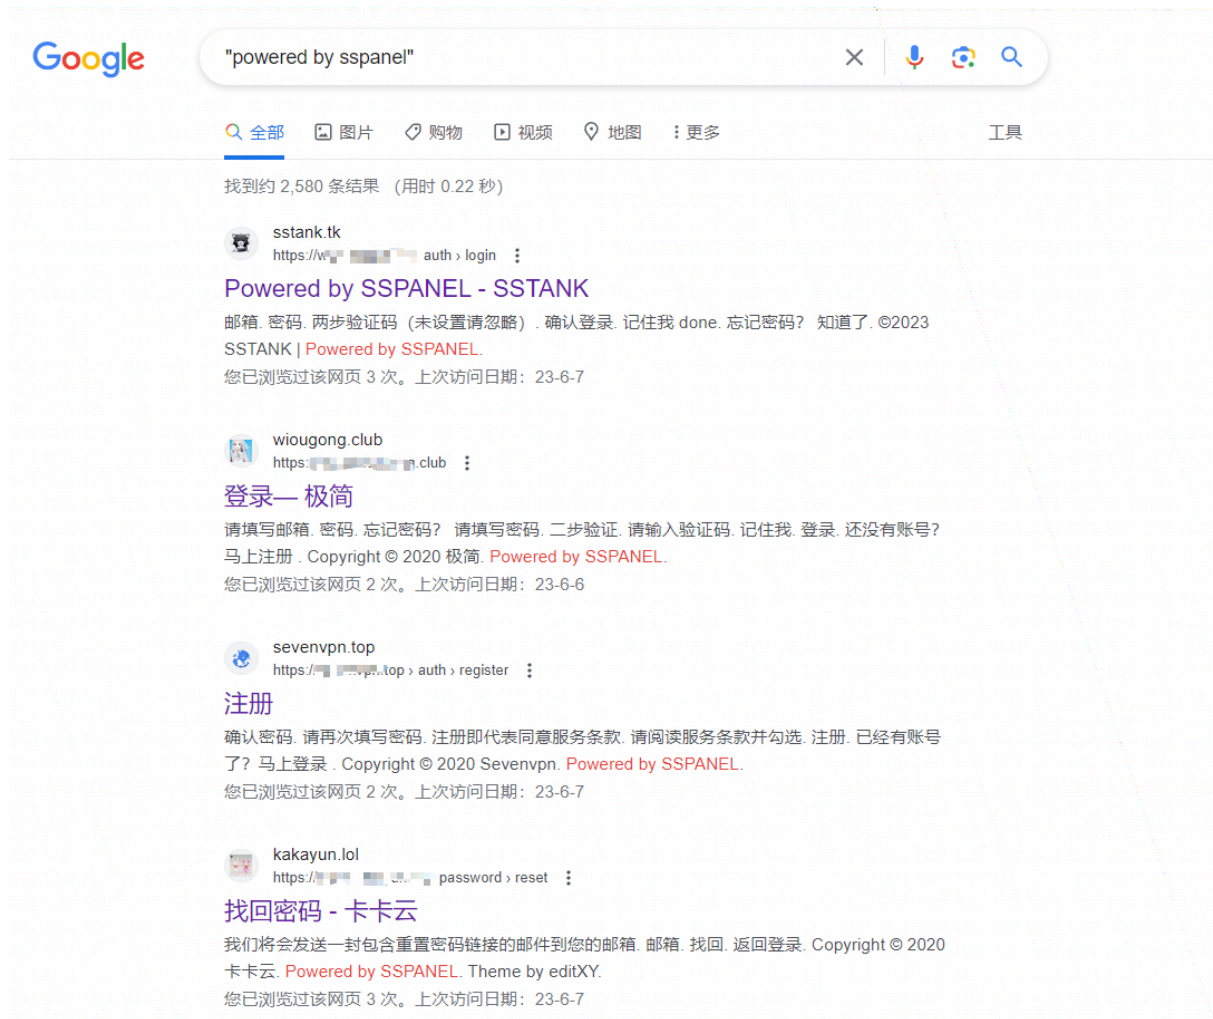 Google
"powered by sspanel"
全部 图片 购物 视频 地图 更多 工具
找到约 2,580 条结果 （用时 0.22 秒）
sstank.tk
https://w auth › login
Powered by SSPANEL - SSTANK
邮箱. 密码. 两步验证码（未设置请忽略）. 确认登录. 记住我 done. 忘记密码？ 知道了. ©2023
SSTANK | Powered by SSPANEL.
您已浏览过该网页 3 次。上次访问日期：23-6-7
wiougong.club
https: .club
登录— 极简
请填写邮箱. 密码. 忘记密码？ 请填写密码. 二步验证. 请输入验证码. 记住我. 登录. 还没有账号？
马上注册 . Copyright © 2020 极简. Powered by SSPANEL.
您已浏览过该网页 2 次。上次访问日期：23-6-6
sevenvpn.top
https:/ top › auth › register
注册
确认密码. 请再次填写密码. 注册即代表同意服务条款. 请阅读服务条款并勾选. 注册. 已经有账号
了？马上登录 . Copyright © 2020 Sevenvpn. Powered by SSPANEL.
您已浏览过该网页 2 次。上次访问日期：23-6-7
kakayun.lol
https:/ password › reset
找回密码 - 卡卡云
我们将会发送一封包含重置密码链接的邮件到您的邮箱. 邮箱. 找回. 返回登录. Copyright © 2020
卡卡云. Powered by SSPANEL. Theme by editXY.
您已浏览过该网页 3 次。上次访问日期：23-6-7